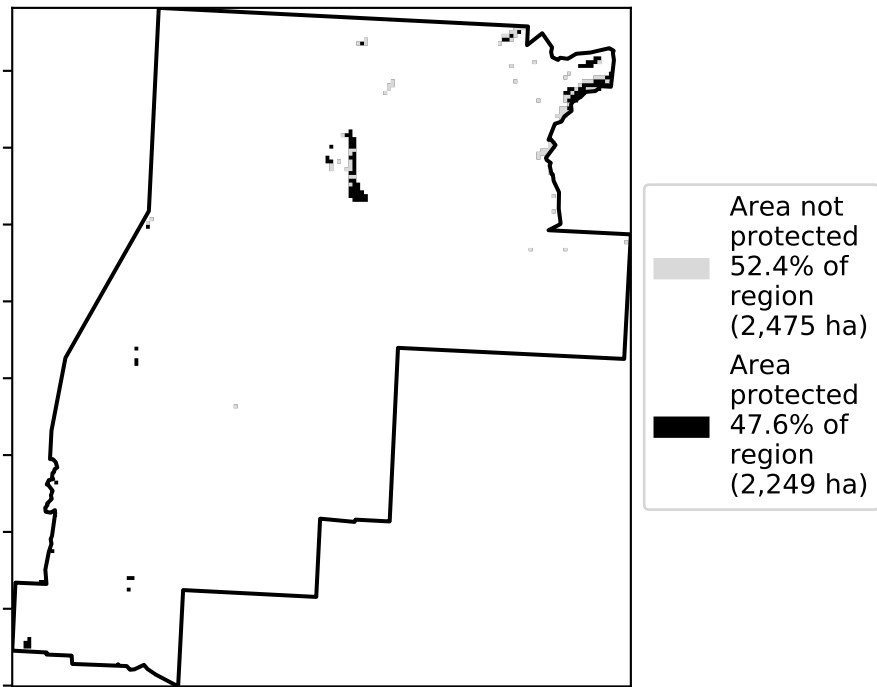 Area not
protected
52.4% of
region
(2,475 ha)
Area
protected
47.6% of
region
(2,249 ha)